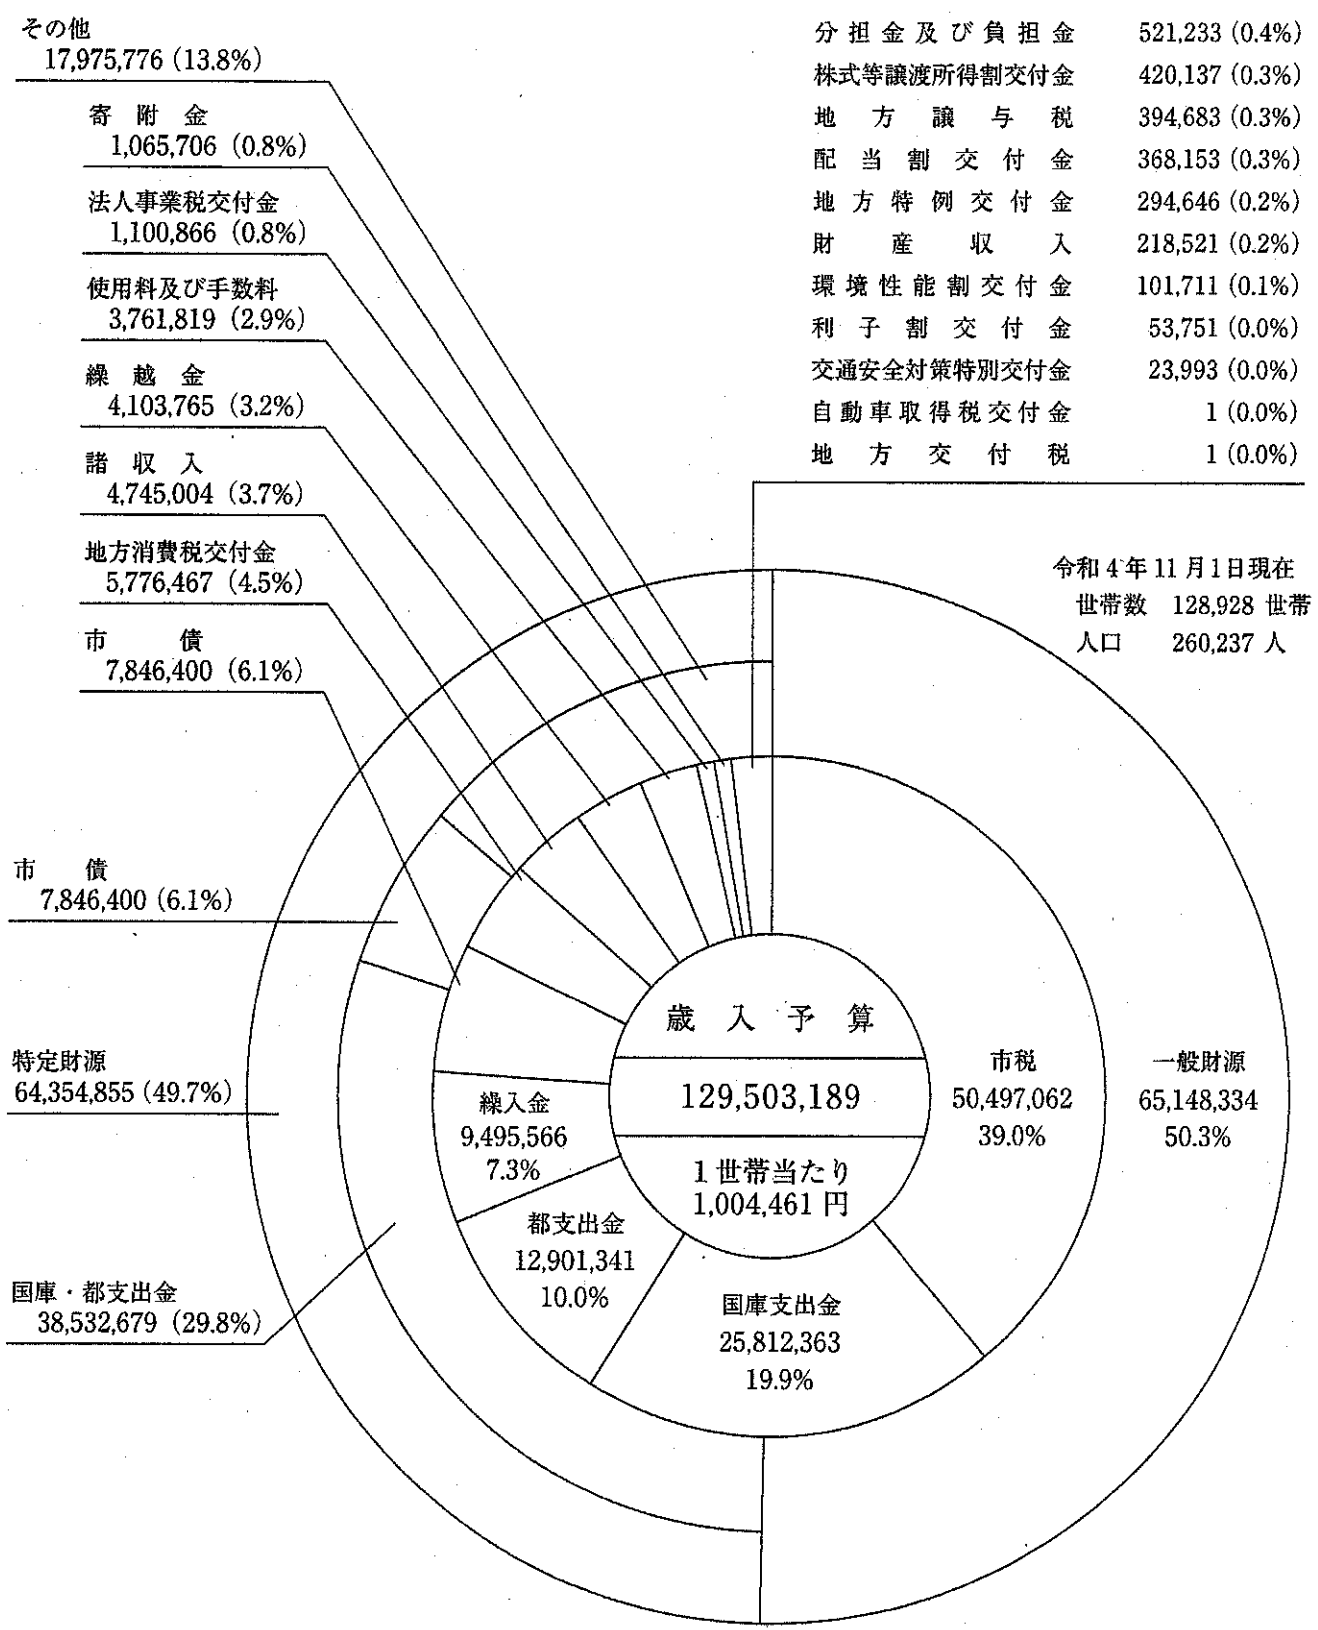 その他
17,975,776 (13.8%)
寄附金
1,065,706 (0.8%)
法人事業税交付金
1,100,866 (0.8%)
使用料及び手数料
3,761,819 (2.9%)
繰越金
4,103,765 (3.2%)
諸収入
4,745,004 (3.7%)
地方消費税交付金
5,776,467 (4.5%)
市債
7,846,400 (6.1%)
市債
7,846,400 (6.1%)
特定財源
64,354,855 (49.7%)
国庫・都支出金
38,532,679 (29.8%)
分担金及び負担金 521,233 (0.4%)
株式等譲渡所得割交付金 420,137 (0.3%)
地方譲与税 394,683 (0.3%)
配当割交付金 368,153 (0.3%)
地方特例交付金 294,646 (0.2%)
財産収入 218,521 (0.2%)
環境性能割交付金 101,711 (0.1%)
利子割交付金 53,751 (0.0%)
交通安全対策特別交付金 23,993 (0.0%)
自動車取得税交付金 1 (0.0%)
地方交付税 1 (0.0%)
令和4年11月1日現在
世帯数 128,928 世帯
人口 260,237 人
歳入予算
129,503,189
1世帯当たり
1,004,461 円
市税
50,497,062
39.0%
一般財源
65,148,334
50.3%
繰入金
9,495,566
7.3%
都支出金
12,901,341
10.0%
国庫支出金
25,812,363
19.9%